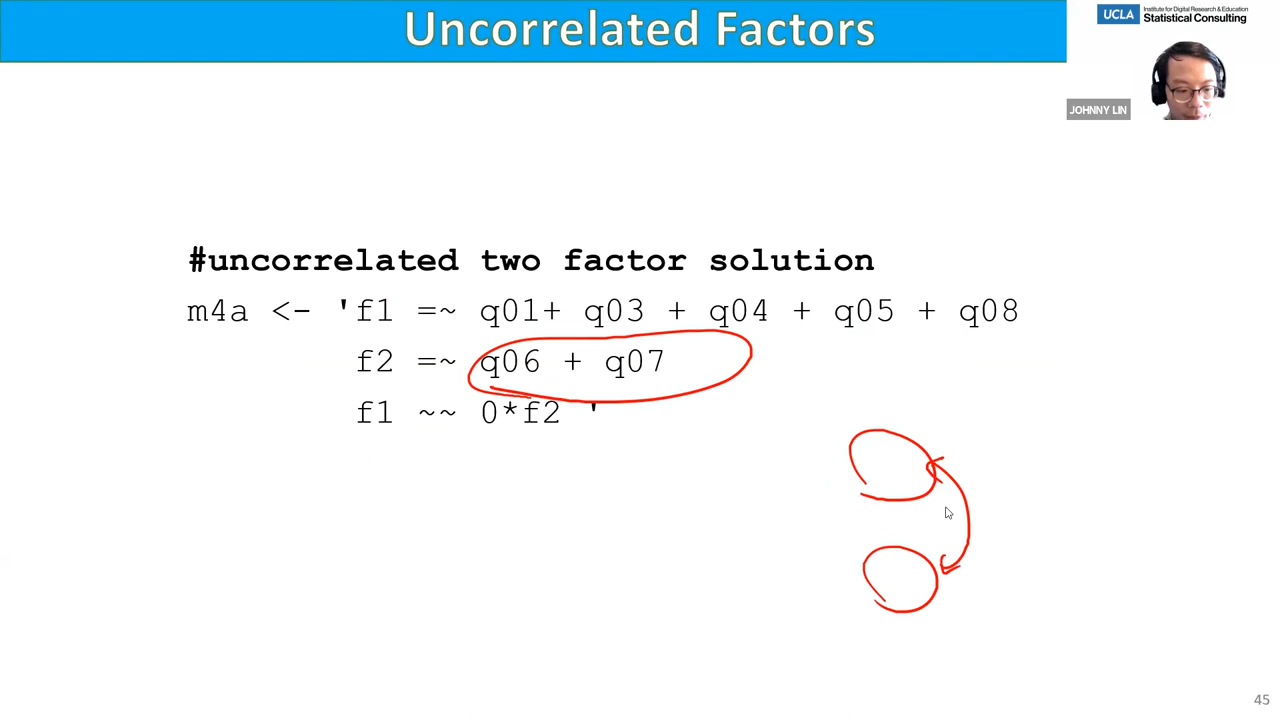 Uncorrelated Factors
UCLA Institute for Digital Research & Education
Statistical Consulting
JOHNNY LIN
#uncorrelated two factor solution
m4a <- 'f1 =~ q01+ q03 + q04 + q05 + q08
f2 =~ q06 + q07
f1 ~~ 0*f2 '
45